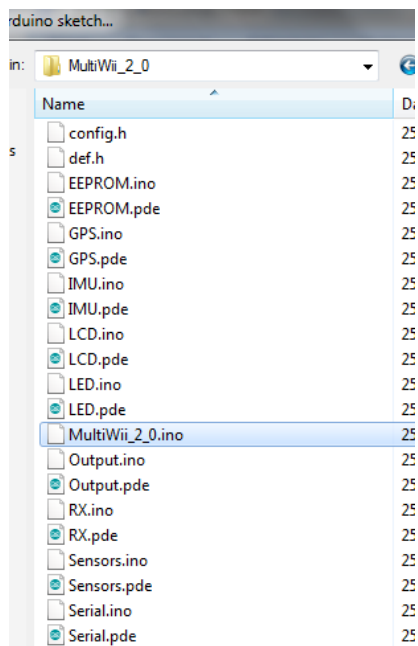 rduino sketch...
in: MultiWii_2_0
Name Da
s
config.h 25
def.h 25
EEPROM.ino 25
EEPROM.pde 25
GPS.ino 25
GPS.pde 25
IMU.ino 25
IMU.pde 25
LCD.ino 25
LCD.pde 25
LED.ino 25
LED.pde 25
MultiWii_2_0.ino 25
Output.ino 25
Output.pde 25
RX.ino 25
RX.pde 25
Sensors.ino 25
Sensors.pde 25
Serial.ino 25
Serial.pde 25